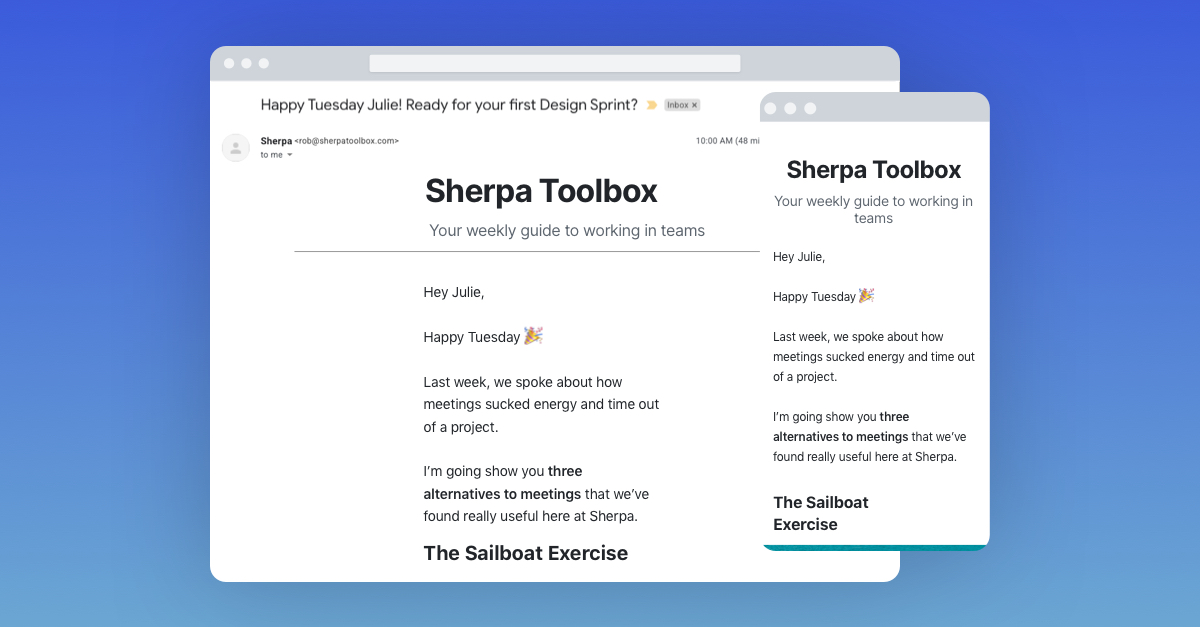 Happy Tuesday Julie! Ready for your first Design Sprint?
Inbox ×
Sherpa <rob@sherpatoolbox.com>
10:00 AM (48 mi
to me
Sherpa Toolbox
Your weekly guide to working in teams
Hey Julie,
Happy Tuesday 🎉
Last week, we spoke about how
meetings sucked energy and time out
of a project.
I'm going show you three
alternatives to meetings that we've
found really useful here at Sherpa.
The Sailboat Exercise
Sherpa Toolbox
Your weekly guide to working in
teams
Hey Julie,
Happy Tuesday 🎉
Last week, we spoke about how
meetings sucked energy and time out
of a project.
I'm going show you three
alternatives to meetings that we've
found really useful here at Sherpa.
The Sailboat
Exercise